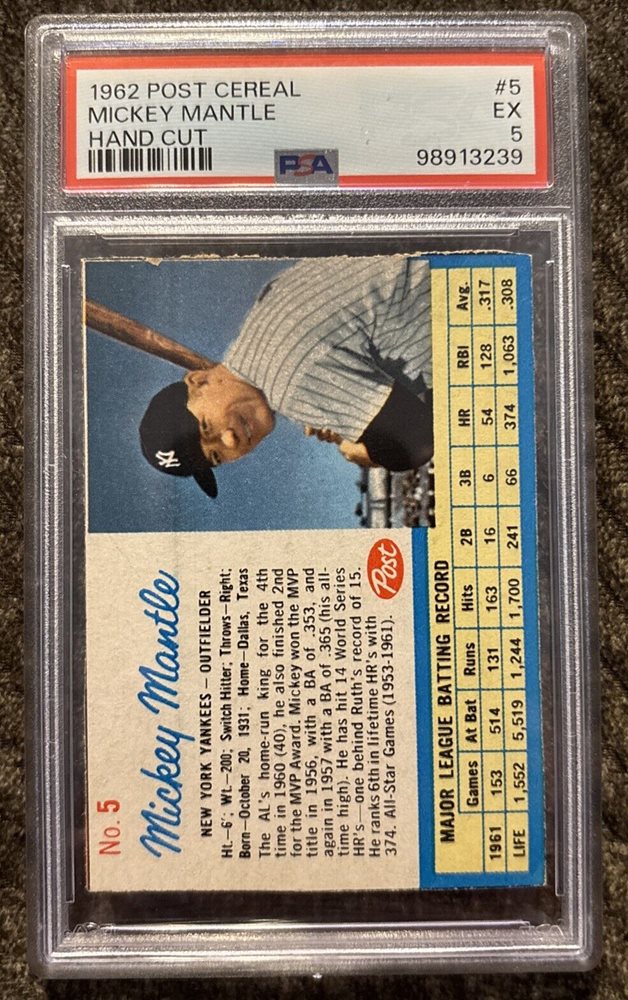 1962 POST CEREAL #5
MICKEY MANTLE EX
HAND CUT 5
PSA 98913239
No. 5
Mickey Mantle
NEW YORK YANKEES – OUTFIELDER
Ht.–6'; Wt.–200; Switch Hitter; Throws–Right;
Born–October 20, 1931; Home–Dallas, Texas
The AL's home-run king for the 4th
time in 1960 (40), he also finished 2nd
for the MVP Award. Mickey won the MVP
title in 1956, with a BA of .353, and
again in 1957 with a BA of .365 (his all-
time high). He has hit 14 World Series
HR's—one behind Ruth's record of 15.
He ranks 6th in lifetime HR's with
374. All-Star Games (1953-1961).
Post
NY
MAJOR LEAGUE BATTING RECORD
Games At Bat Runs Hits 2B 3B HR RBI Avg.
1961 153 514 131 163 16 6 54 128 .317
LIFE 1,552 5,519 1,244 1,700 241 66 374 1,063 .308